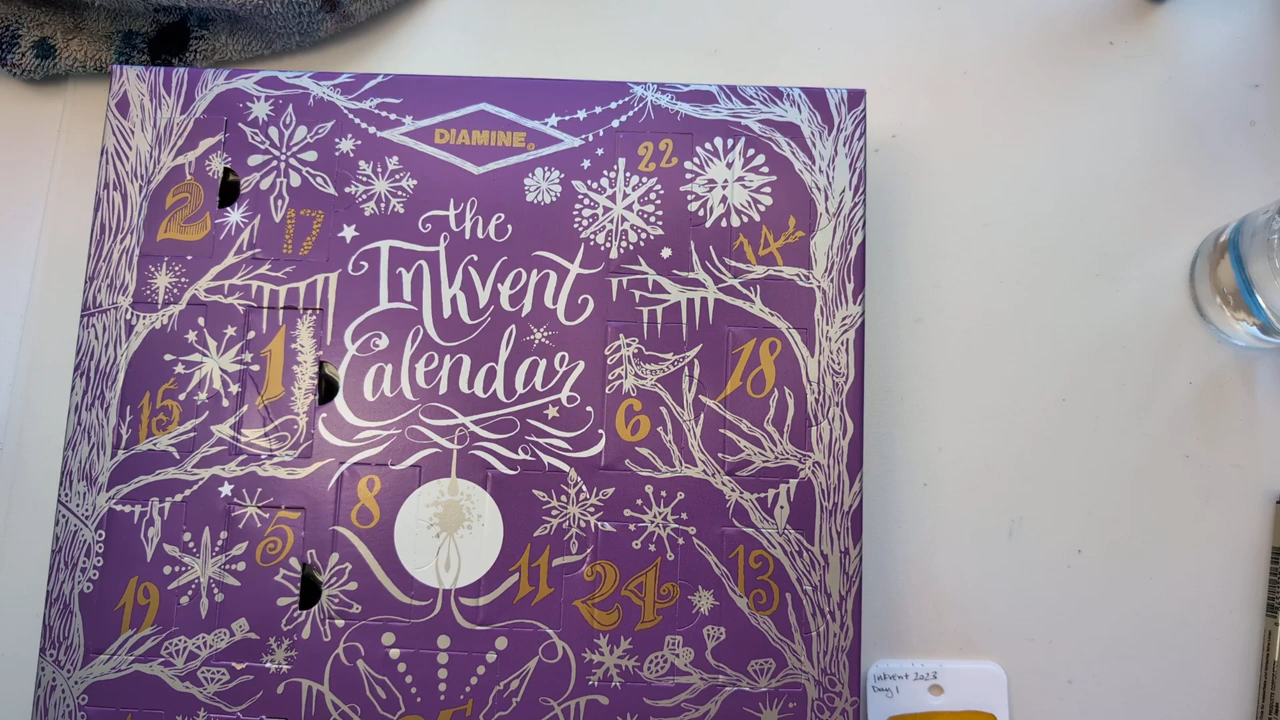 DIAMINE
22
2
17
14
the
Inkvent
Calendar
1
18
15
6
8
5
11
24
13
19
25
Inkvent 2023
Day 1